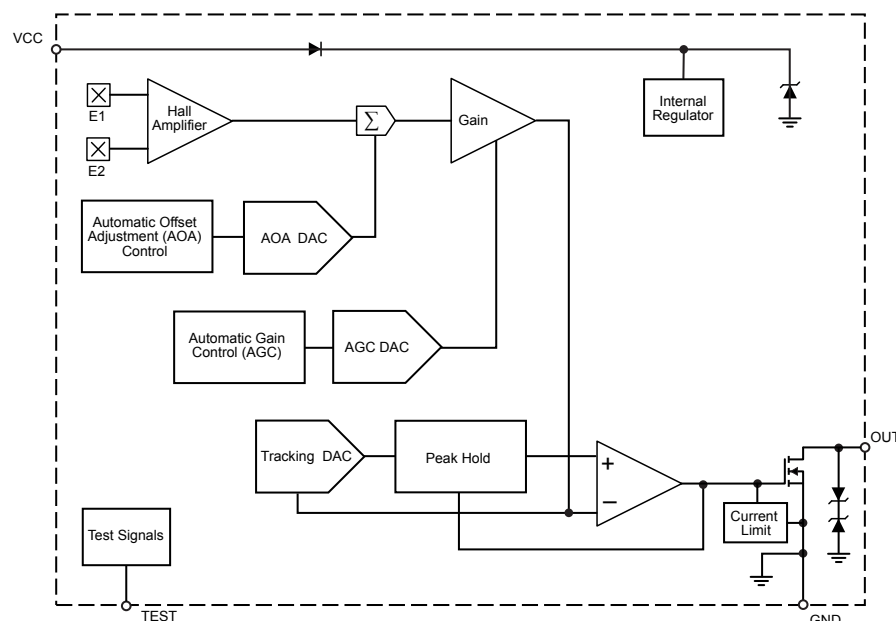 VCC
E1
E2
Hall
Amplifier
Σ
Gain
Internal
Regulator
Automatic Offset
Adjustment (AOA)
Control
AOA DAC
Automatic Gain
Control (AGC)
AGC DAC
Tracking DAC
Peak Hold
+
−
OUT
Current
Limit
Test Signals
TEST
GND